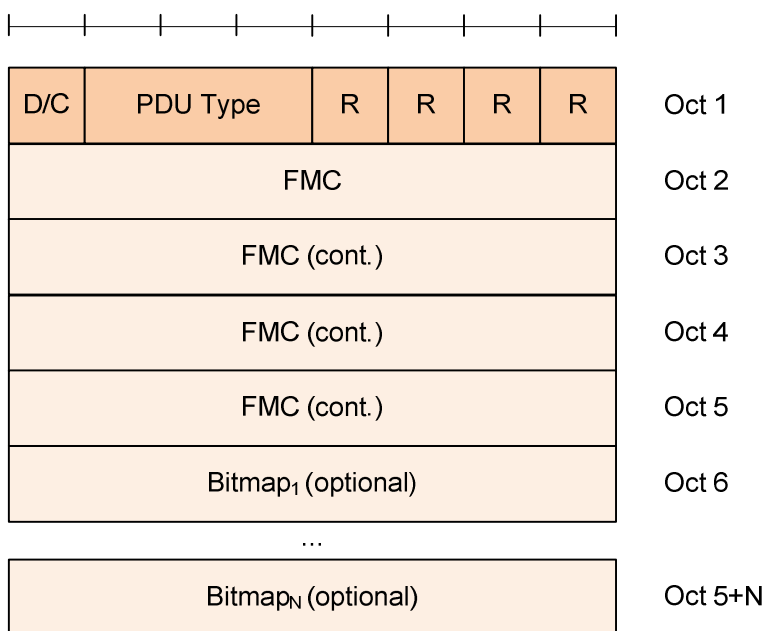 D/C PDU Type R R R R Oct 1
FMC Oct 2
FMC (cont.) Oct 3
FMC (cont.) Oct 4
FMC (cont.) Oct 5
Bitmap₁ (optional) Oct 6
...
Bitmap_N (optional) Oct 5+N